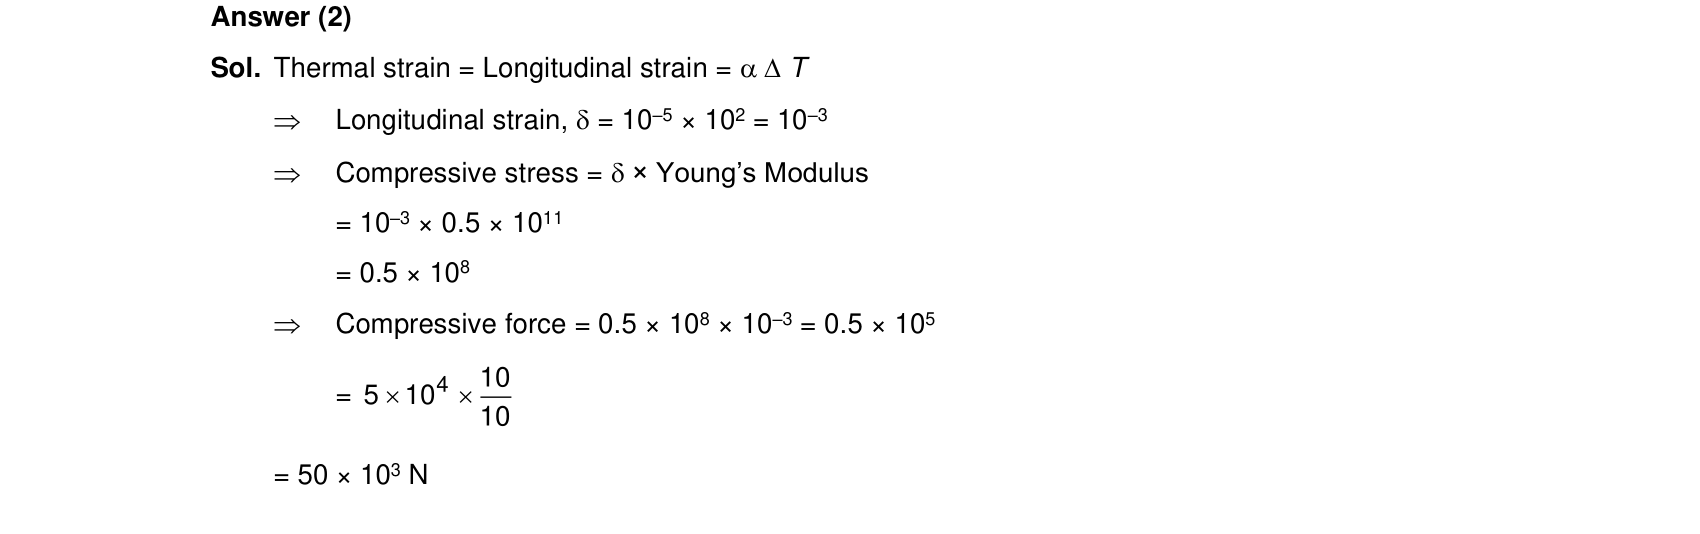 Answer (2)
Sol. Thermal strain = Longitudinal strain = α Δ T
⇒ Longitudinal strain, δ = 10⁻⁵ × 10² = 10⁻³
⇒ Compressive stress = δ × Young’s Modulus
= 10⁻³ × 0.5 × 10¹¹
= 0.5 × 10⁸
⇒ Compressive force = 0.5 × 10⁸ × 10⁻³ = 0.5 × 10⁵
= 5 × 10⁴ × 10/10
= 50 × 10³ N